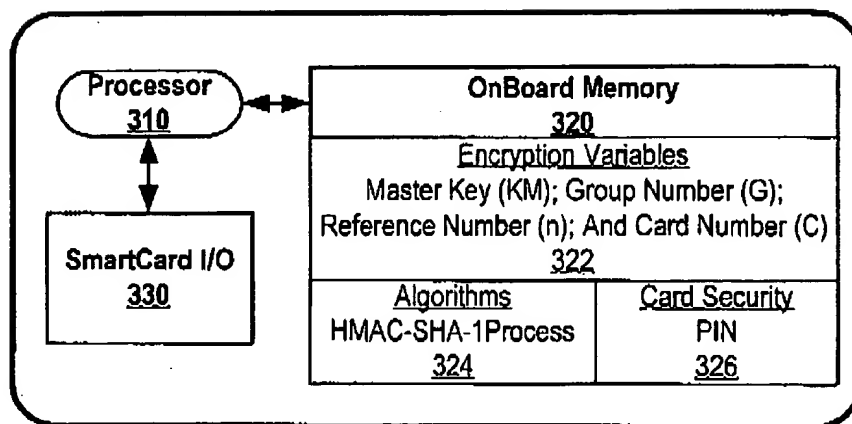 Processor
310
OnBoard Memory
320
Encryption Variables
Master Key (KM); Group Number (G);
Reference Number (n); And Card Number (C)
322
SmartCard I/O
330
Algorithms
HMAC-SHA-1Process
324
Card Security
PIN
326